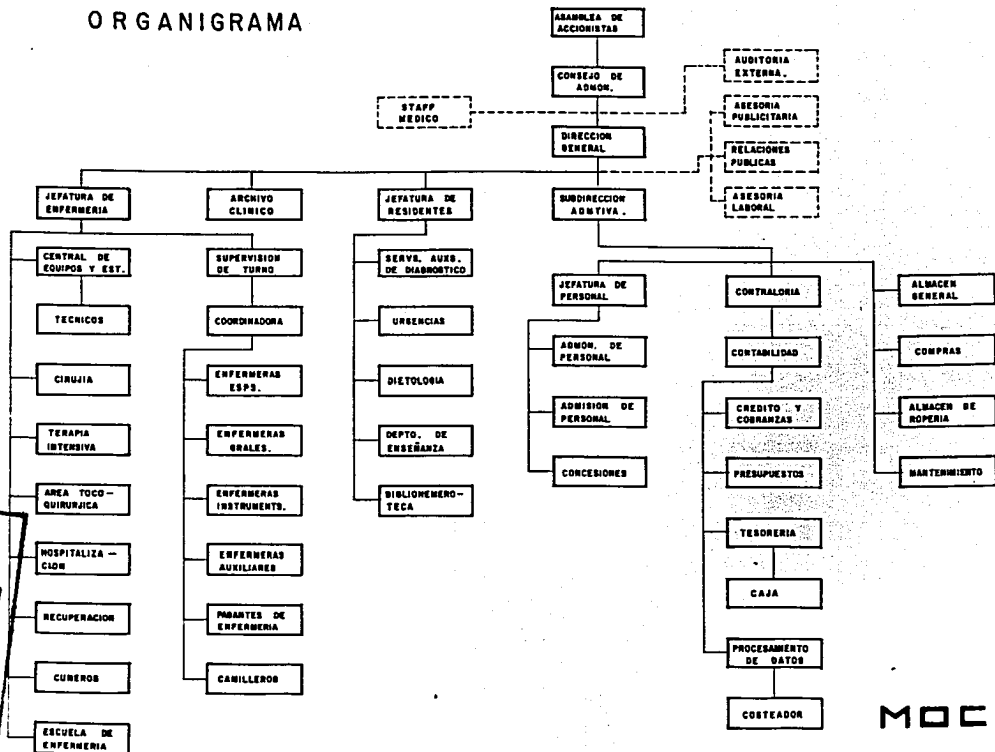 ORGANIGRAMA
ASAMBLEA DE
ACCIONISTAS
CONSEJO DE
ADMON.
AUDITORIA
EXTERNA.
STAFF
MEDICO
ASESORIA
PUBLICITARIA
DIRECCION
GENERAL
RELACIONES
PUBLICAS
ASESORIA
LABORAL
JEFATURA DE
ENFERMERIA
ARCHIVO
CLINICO
JEFATURA DE
RESIDENTES
SUBDIRECCION
ADMTIVA.
CENTRAL DE
EQUIPOS Y EST.
TECNICOS
CIRUJIA
TERAPIA
INTENSIVA
AREA TOCO-
QUIRURJICA
HOSPITALIZA-
CION
RECUPERACION
CUNEROS
ESCUELA DE
ENFERMERIA
SUPERVISION
DE TURNO
COORDINADORA
ENFERMERAS
ESPS.
ENFERMERAS
GRALES.
ENFERMERAS
INSTRUMENTS.
ENFERMERAS
AUXILIARES
PASANTES DE
ENFERMERIA
CAMILLEROS
SERVS. AUXS.
DE DIAGNOSTICO
URGENCIAS
DIETOLOGIA
DEPTO. DE
ENSEÑANZA
BIBLIOHEMERO-
TECA
JEFATURA DE
PERSONAL
ADMON. DE
PERSONAL
ADMISION DE
PERSONAL
CONCESIONES
CONTRALORIA
CONTABILIDAD
CREDITO Y
COBRANZAS
PRESUPUESTOS
TESORERIA
CAJA
PROCESAMIENTO
DE DATOS
COSTEADOR
ALMACEN
GENERAL
COMPRAS
ALMACEN DE
ROPERIA
MANTENIMIENTO
MOC